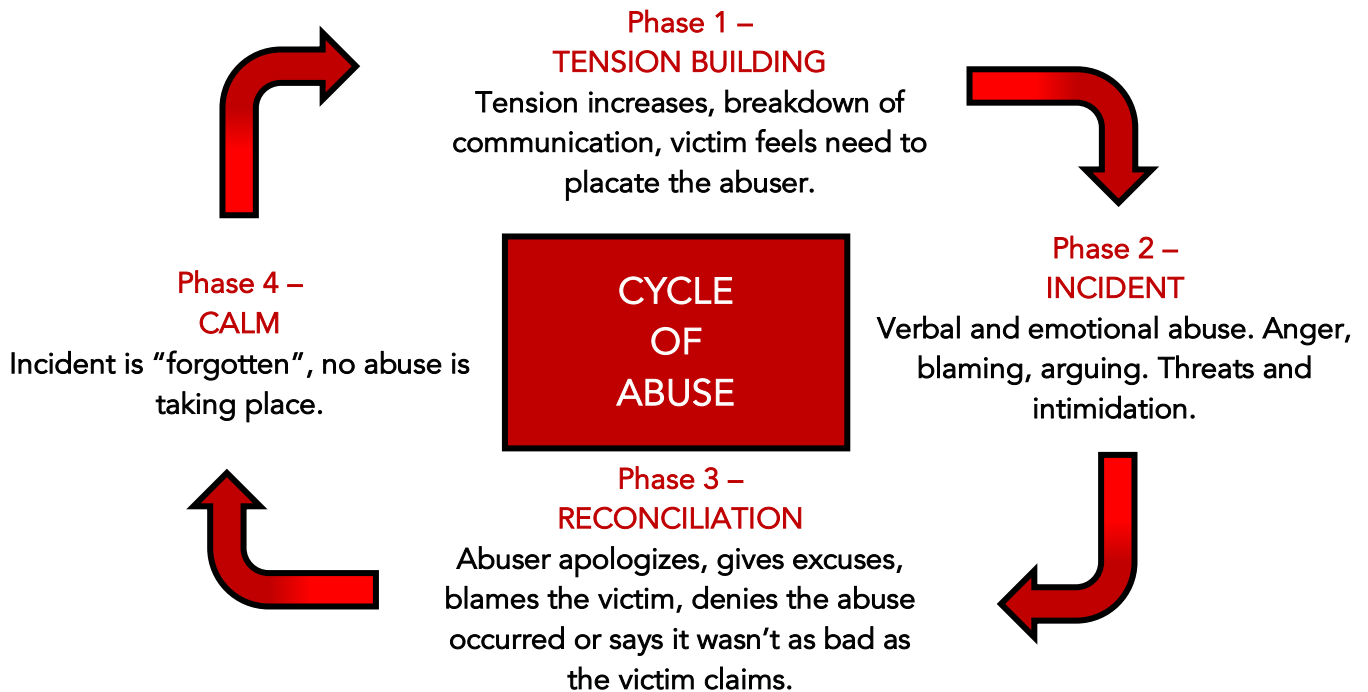 Phase 1 –
TENSION BUILDING
Tension increases, breakdown of
communication, victim feels need to
placate the abuser.
Phase 2 –
INCIDENT
Verbal and emotional abuse. Anger,
blaming, arguing. Threats and
intimidation.
Phase 3 –
RECONCILIATION
Abuser apologizes, gives excuses,
blames the victim, denies the abuse
occurred or says it wasn’t as bad as
the victim claims.
Phase 4 –
CALM
Incident is “forgotten”, no abuse is
taking place.
CYCLE
OF
ABUSE